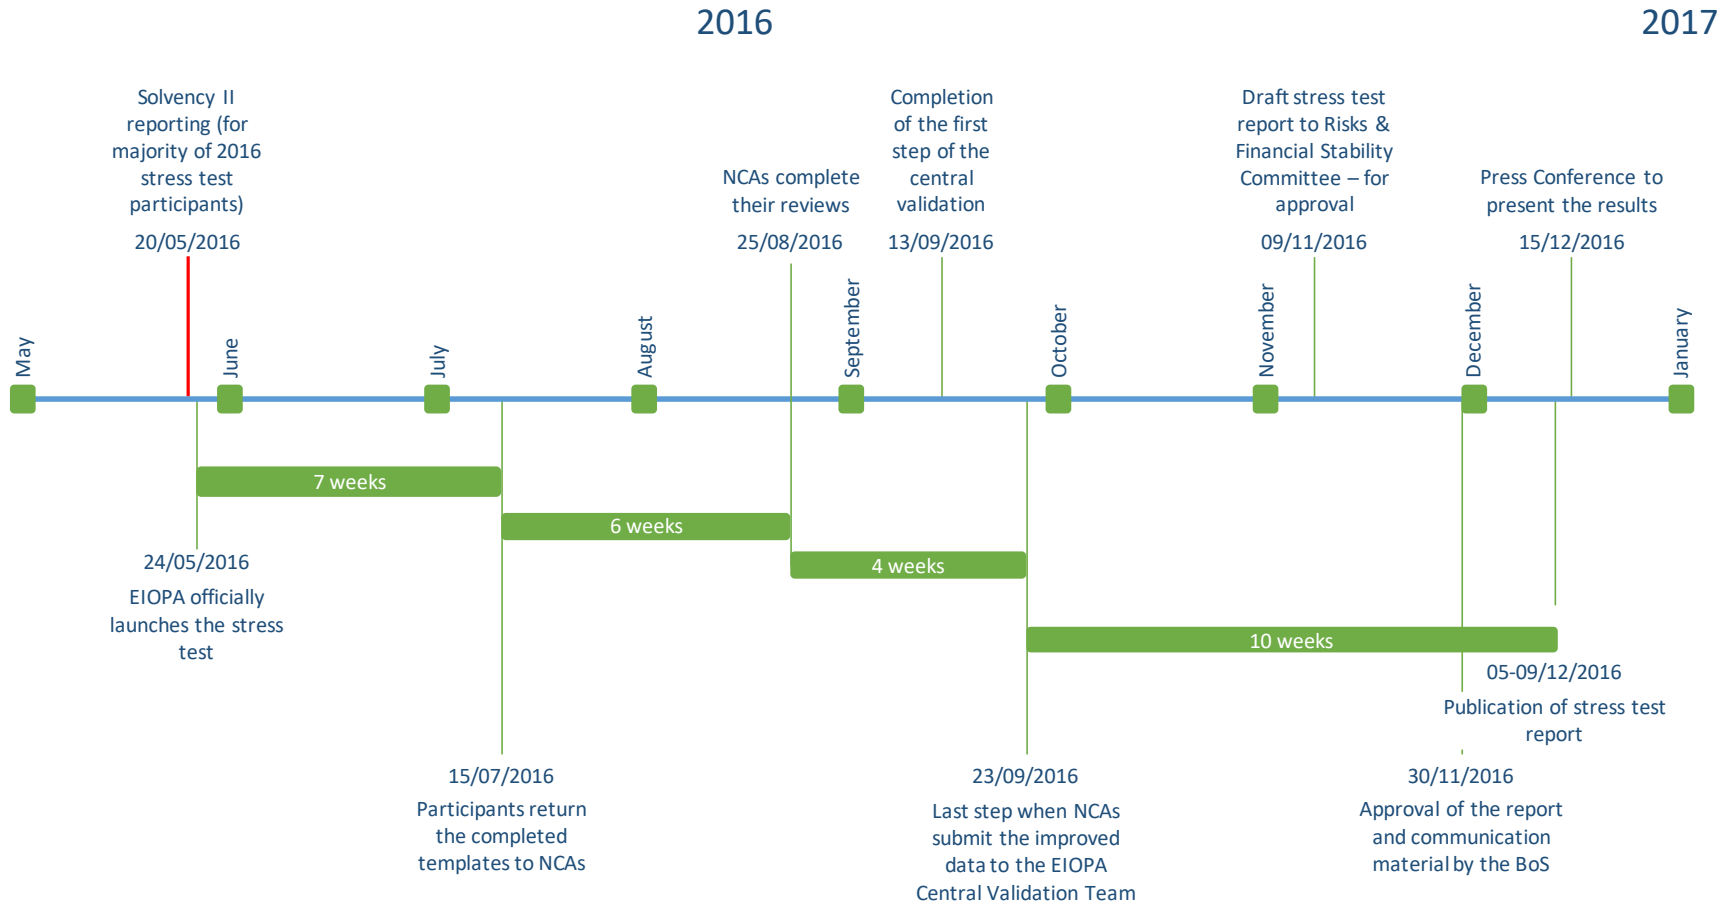 2016
2017
Solvency II
reporting (for
majority of 2016
stress test
participants)
20/05/2016
NCAs complete
their reviews
25/08/2016
Completion
of the first
step of the
central
validation
13/09/2016
Draft stress test
report to Risks &
Financial Stability
Committee – for
approval
09/11/2016
Press Conference to
present the results
15/12/2016
May
June
July
August
September
October
November
December
January
7 weeks
6 weeks
4 weeks
10 weeks
24/05/2016
EIOPA officially
launches the stress
test
15/07/2016
Participants return
the completed
templates to NCAs
23/09/2016
Last step when NCAs
submit the improved
data to the EIOPA
Central Validation Team
05-09/12/2016
Publication of stress test
report
30/11/2016
Approval of the report
and communication
material by the BoS